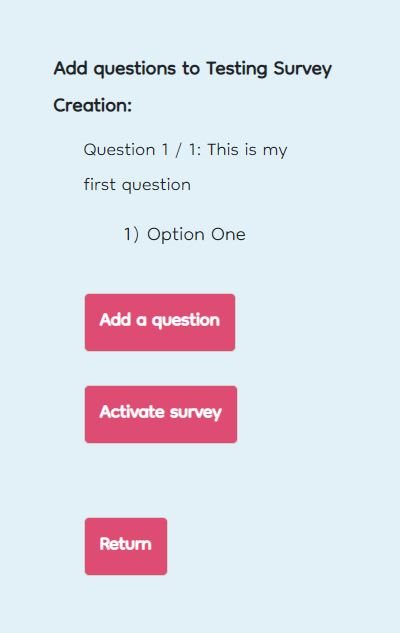 Add questions to Testing Survey
Creation:
Question 1 / 1: This is my
first question
1) Option One
Add a question
Activate survey
Return